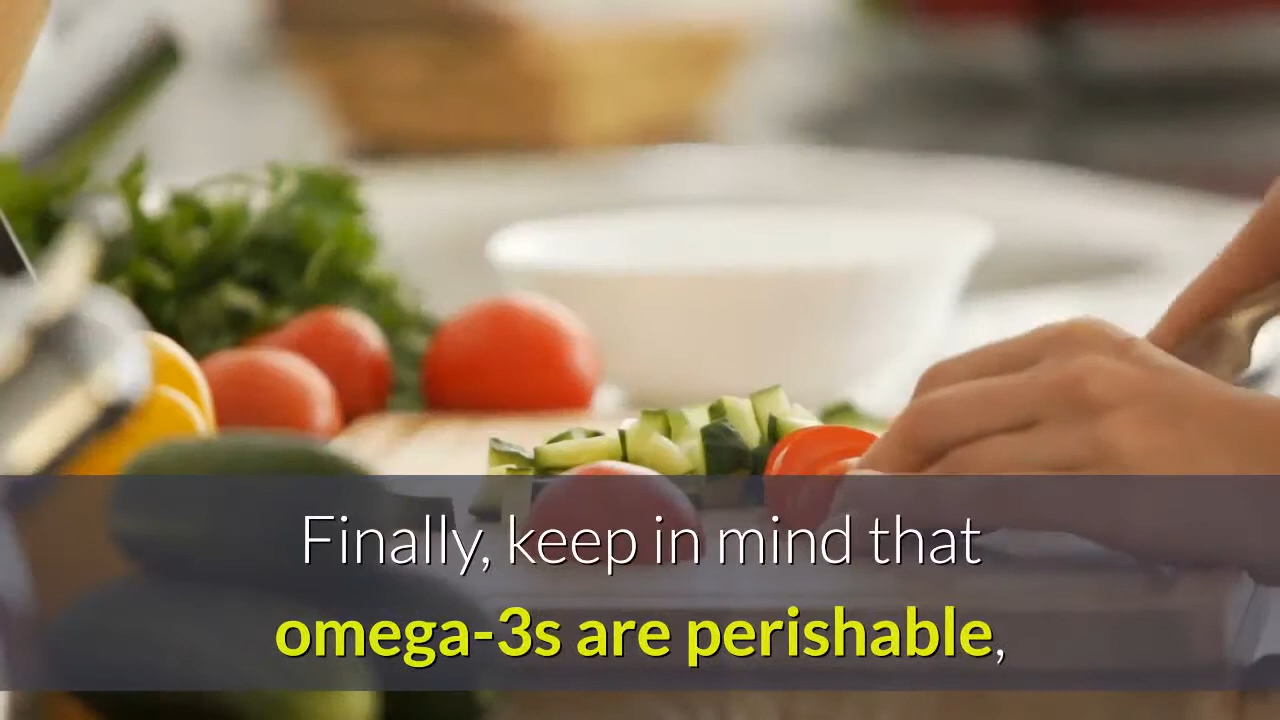 Finally, keep in mind that
omega-3s are perishable,